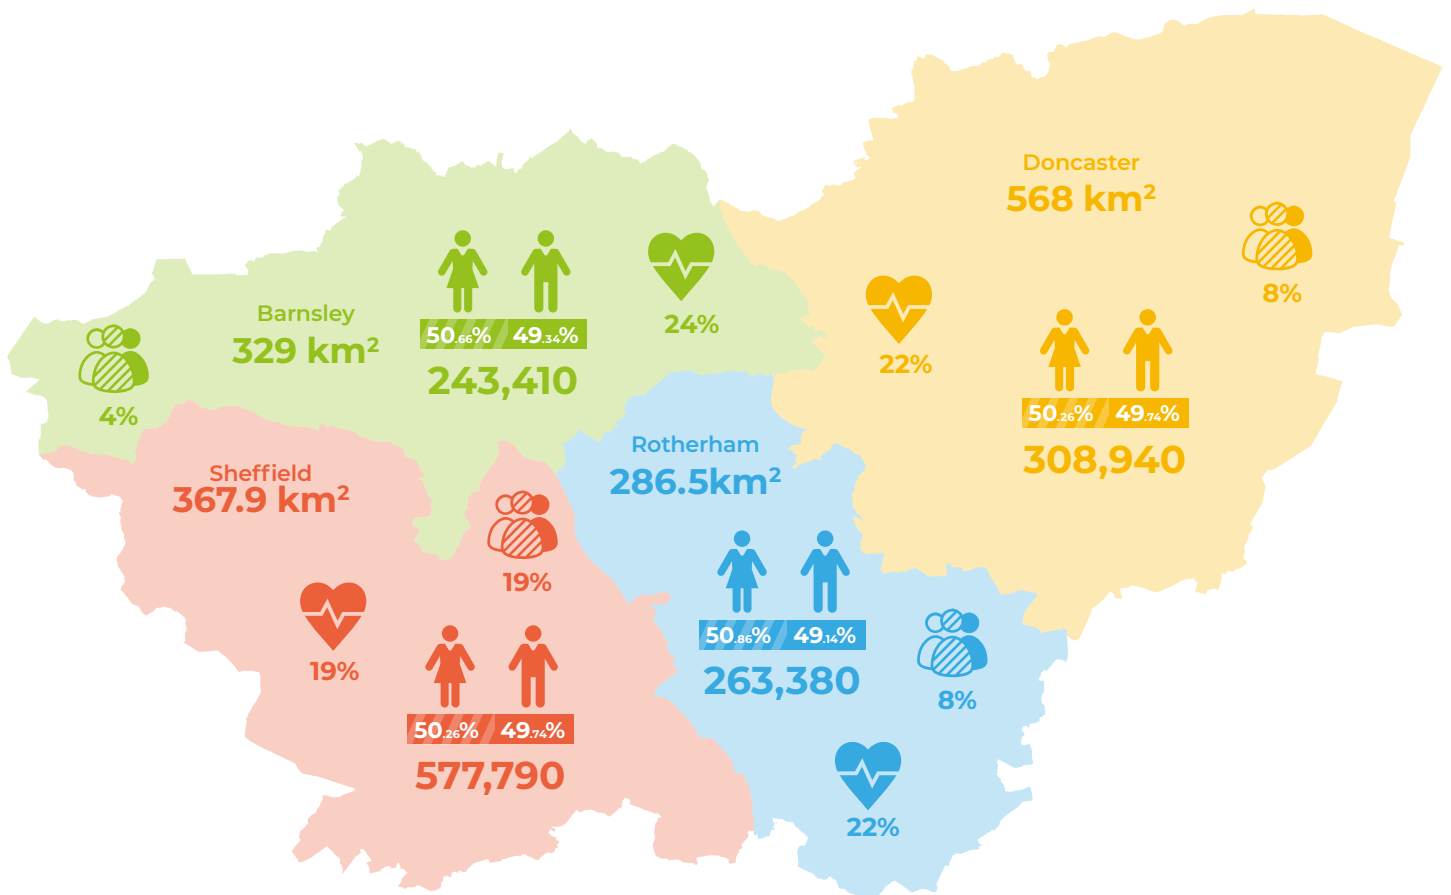 Doncaster
568 km²
8%
22%
50.26% 49.74%
308,940
Barnsley
329 km²
4%
50.66% 49.34%
243,410
24%
Rotherham
286.5km²
50.86% 49.14%
263,380
8%
22%
Sheffield
367.9 km²
19%
19%
50.26% 49.74%
577,790